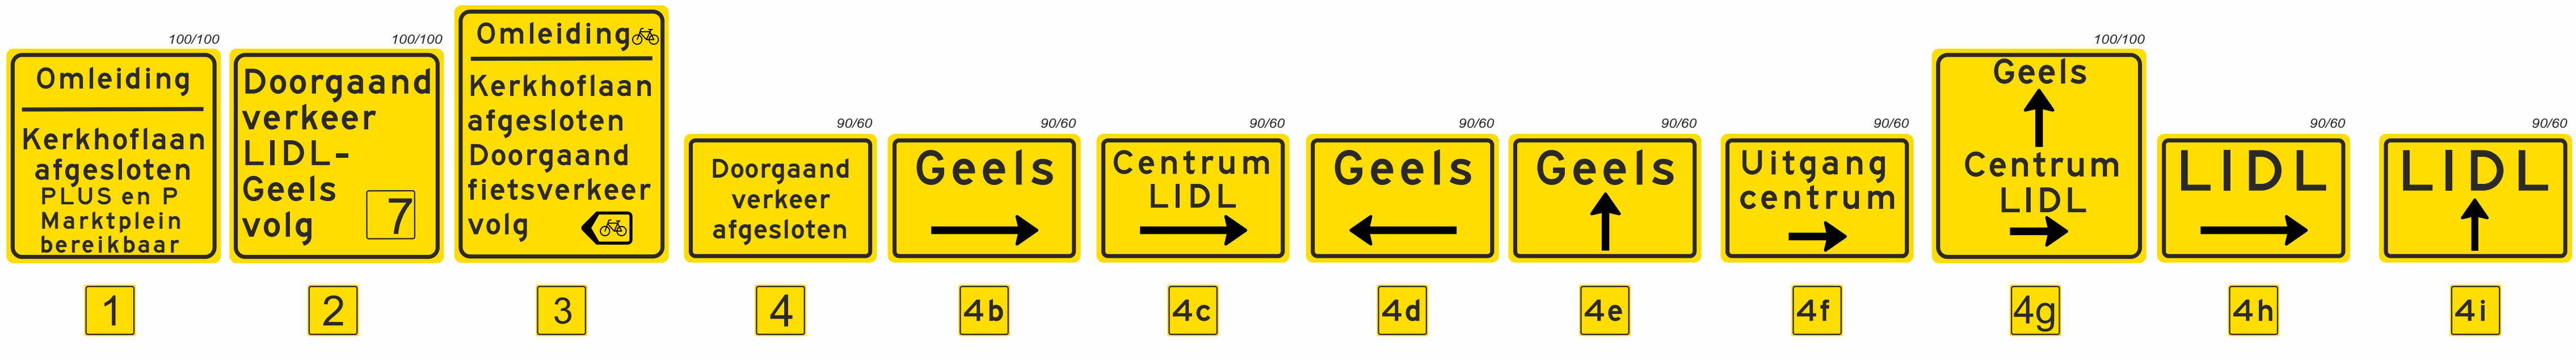 100/100
Omleiding
Kerkhoflaan
afgesloten
PLUS en P
Marktplein
bereikbaar
1
100/100
Doorgaand
verkeer
LIDL-
Geels
volg 7
2
Omleiding
Kerkhoflaan
afgesloten
Doorgaand
fietsverkeer
volg
3
90/60
Doorgaand
verkeer
afgesloten
4
90/60
Geels
4b
90/60
Centrum
LIDL
4c
90/60
Geels
4d
90/60
Geels
4e
90/60
Uitgang
centrum
4f
100/100
Geels
Centrum
LIDL
4g
90/60
LIDL
4h
90/60
LIDL
4i